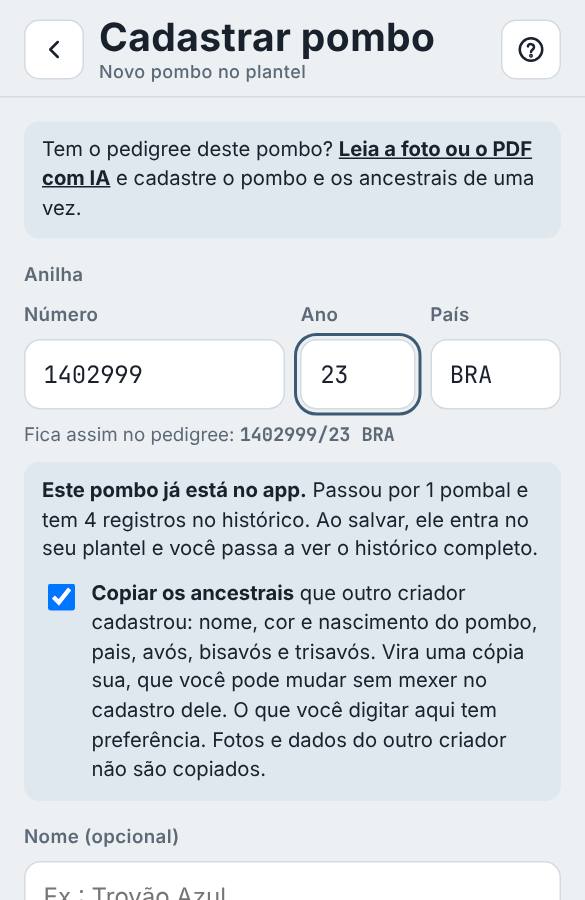 Cadastrar pombo
Novo pombo no plantel
Tem o pedigree deste pombo? Leia a foto ou o PDF
com IA e cadastre o pombo e os ancestrais de uma
vez.
Anilha
Número Ano País
1402999 23 BRA
Fica assim no pedigree: 1402999/23 BRA
Este pombo já está no app. Passou por 1 pombal e
tem 4 registros no histórico. Ao salvar, ele entra no
seu plantel e você passa a ver o histórico completo.
Copiar os ancestrais que outro criador
cadastrou: nome, cor e nascimento do pombo,
pais, avós, bisavós e trisavós. Vira uma cópia
sua, que você pode mudar sem mexer no
cadastro dele. O que você digitar aqui tem
preferência. Fotos e dados do outro criador
não são copiados.
Nome (opcional)
Ex.: Trovão Azul